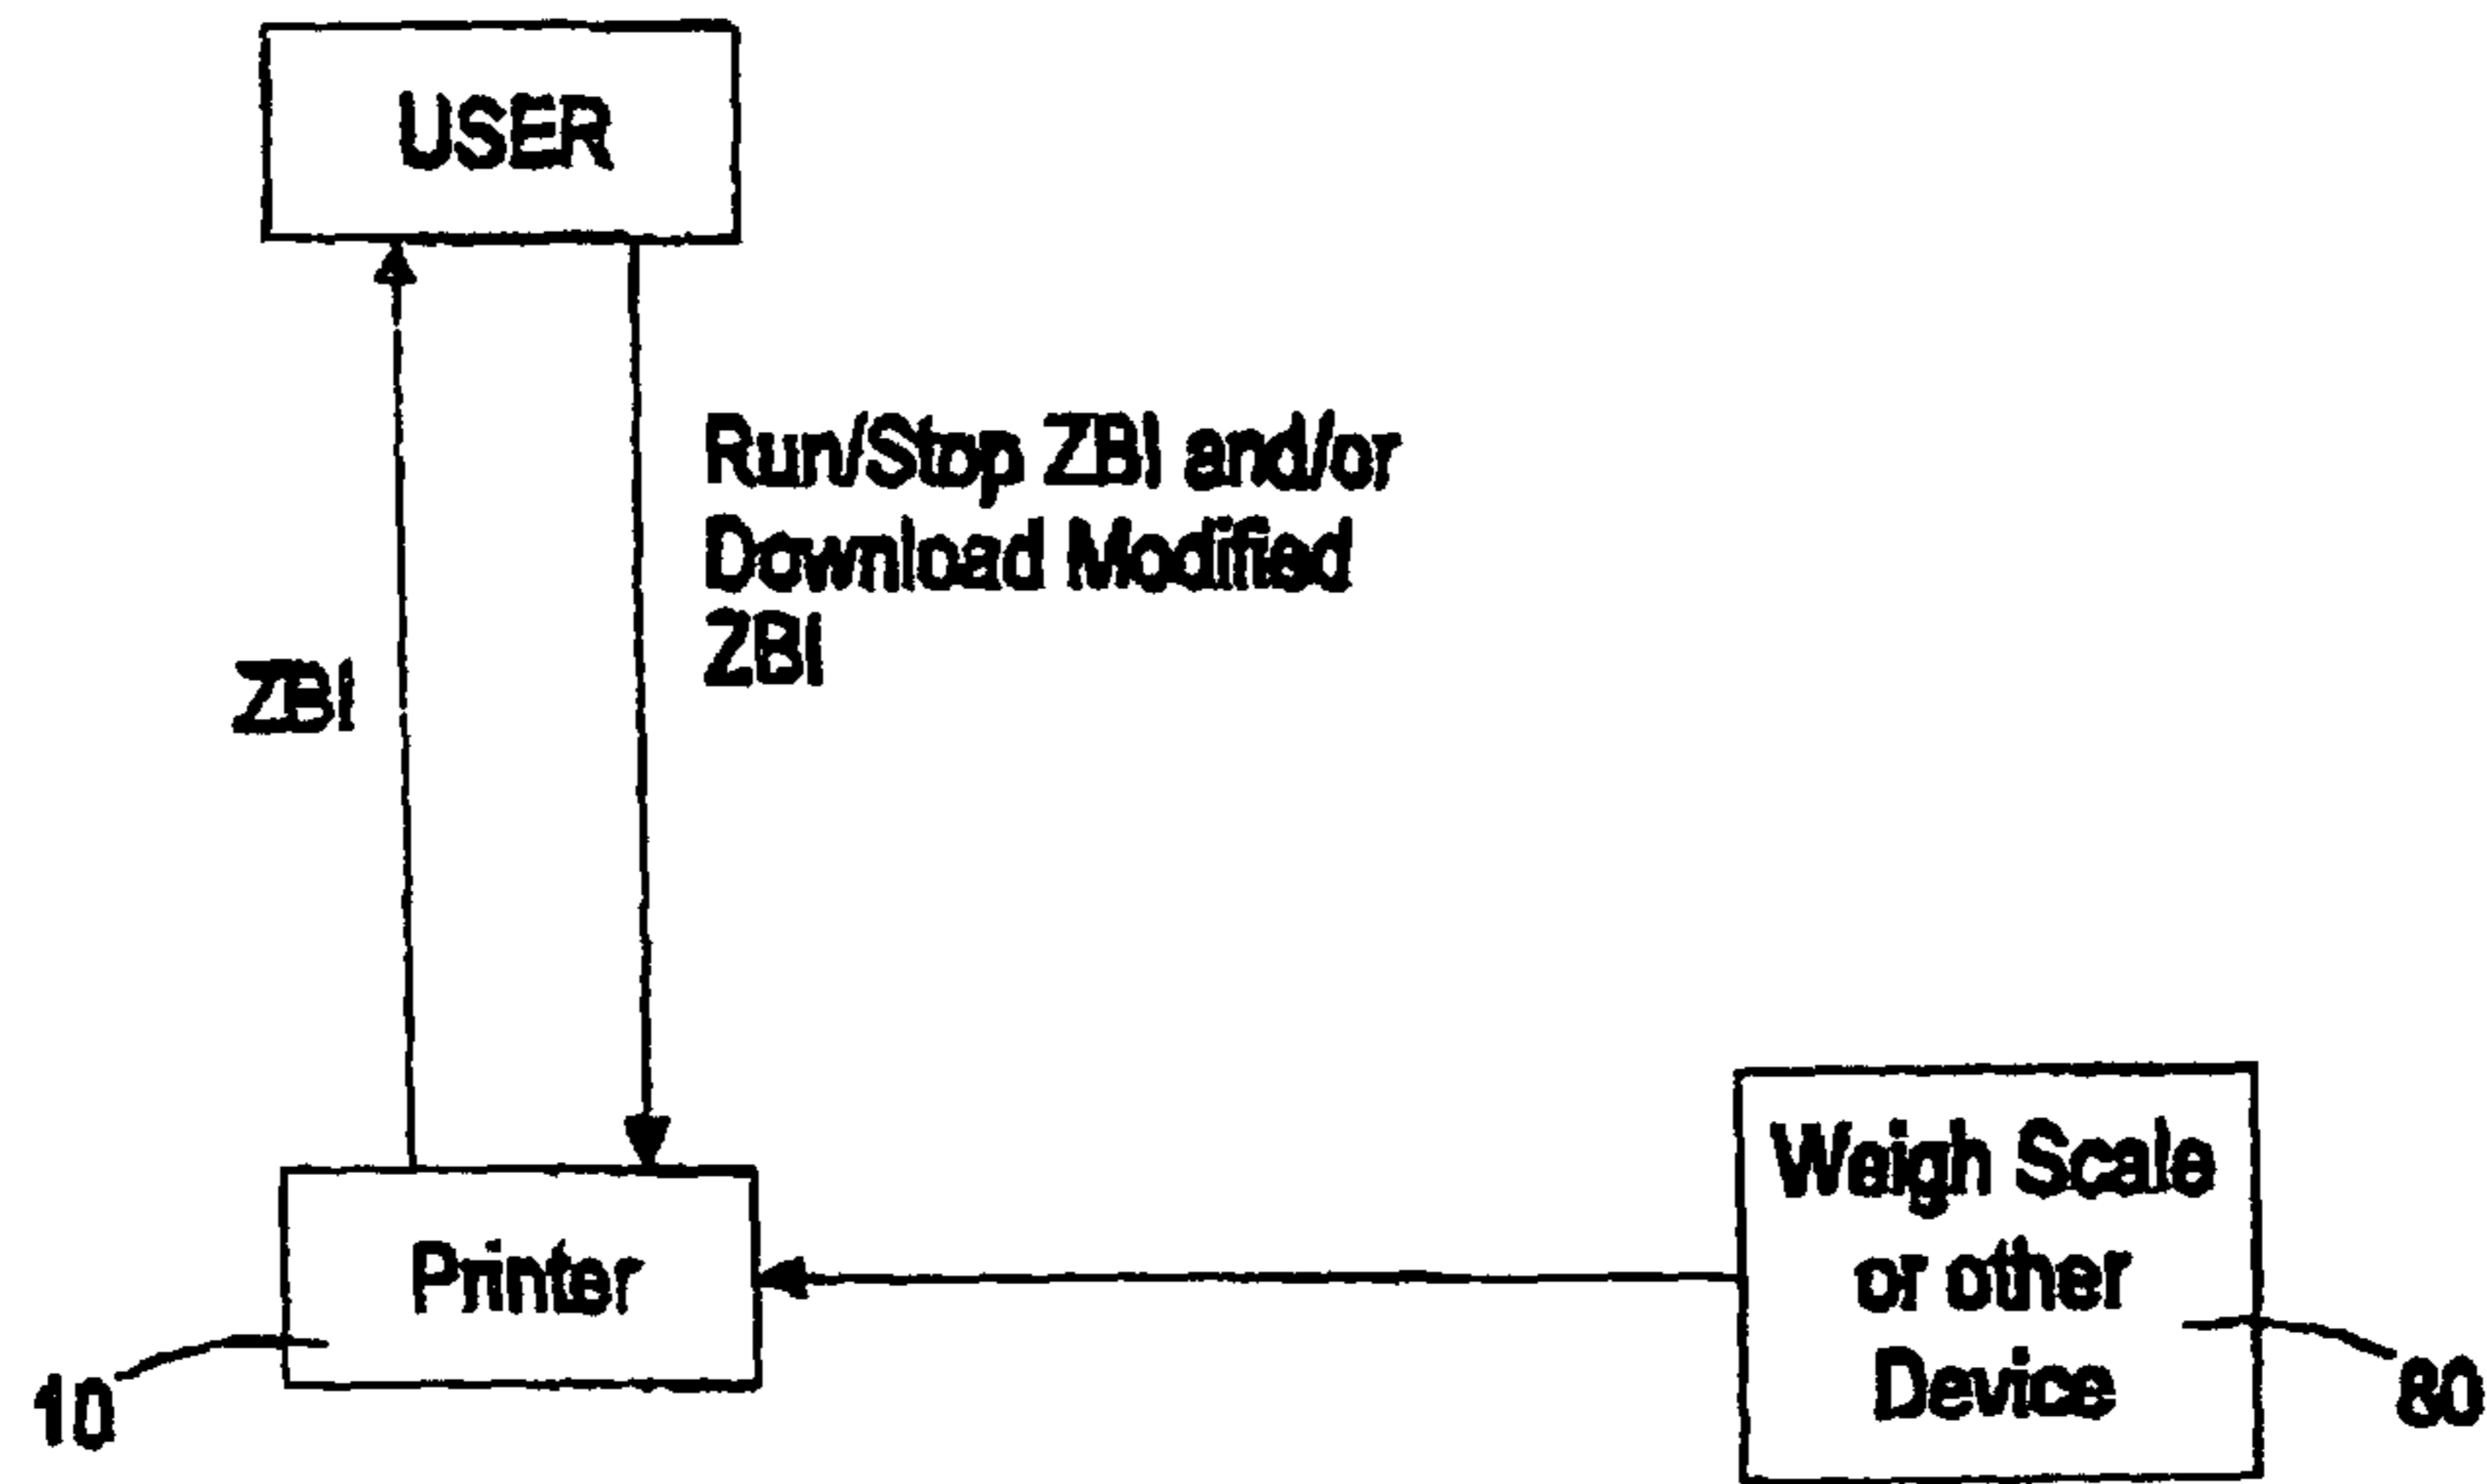 USER
Run/Stop ZBI and/or
Download Modified
ZBI
ZBI
Printer
Weigh Scale
or other
Device
10
80